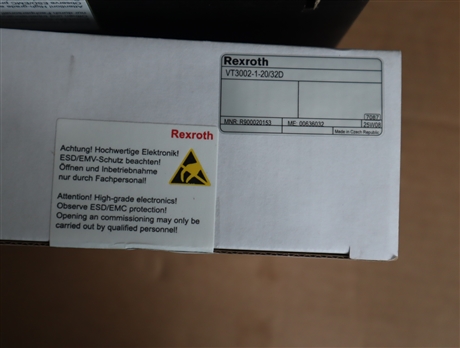 Rexroth
VT3002-1-20/32D
MNR: R900020153
ME: 00636032
25W08
Made in Czech Republic
Rexroth
Achtung! Hochwertige Elektronik!
ESD/EMV-Schutz beachten!
Öffnen und Inbetriebnahme
nur durch Fachpersonal!
Attention! High-grade electronics!
Observe ESD/EMC protection!
Opening an commissioning may only be
carried out by qualified personnel!